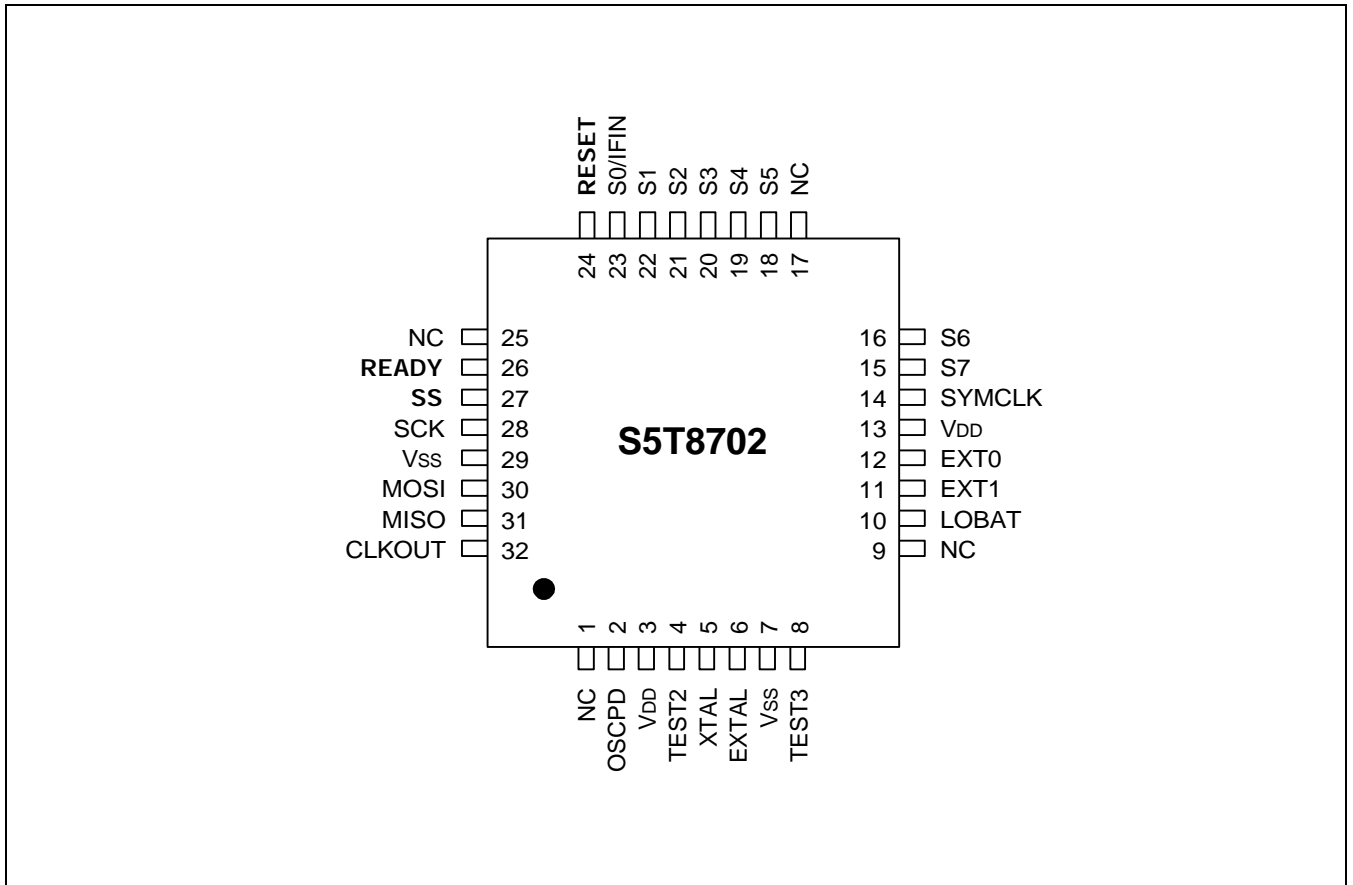 RESET
S0/IFIN
S1
S2
S3
S4
S5
NC
24
23
22
21
20
19
18
17
NC 25
READY 26
SS 27
SCK 28
VSS 29
MOSI 30
MISO 31
CLKOUT 32
S5T8702
16 S6
15 S7
14 SYMCLK
13 VDD
12 EXT0
11 EXT1
10 LOBAT
9 NC
1
2
3
4
5
6
7
8
NC
OSCPD
VDD
TEST2
XTAL
EXTAL
VSS
TEST3